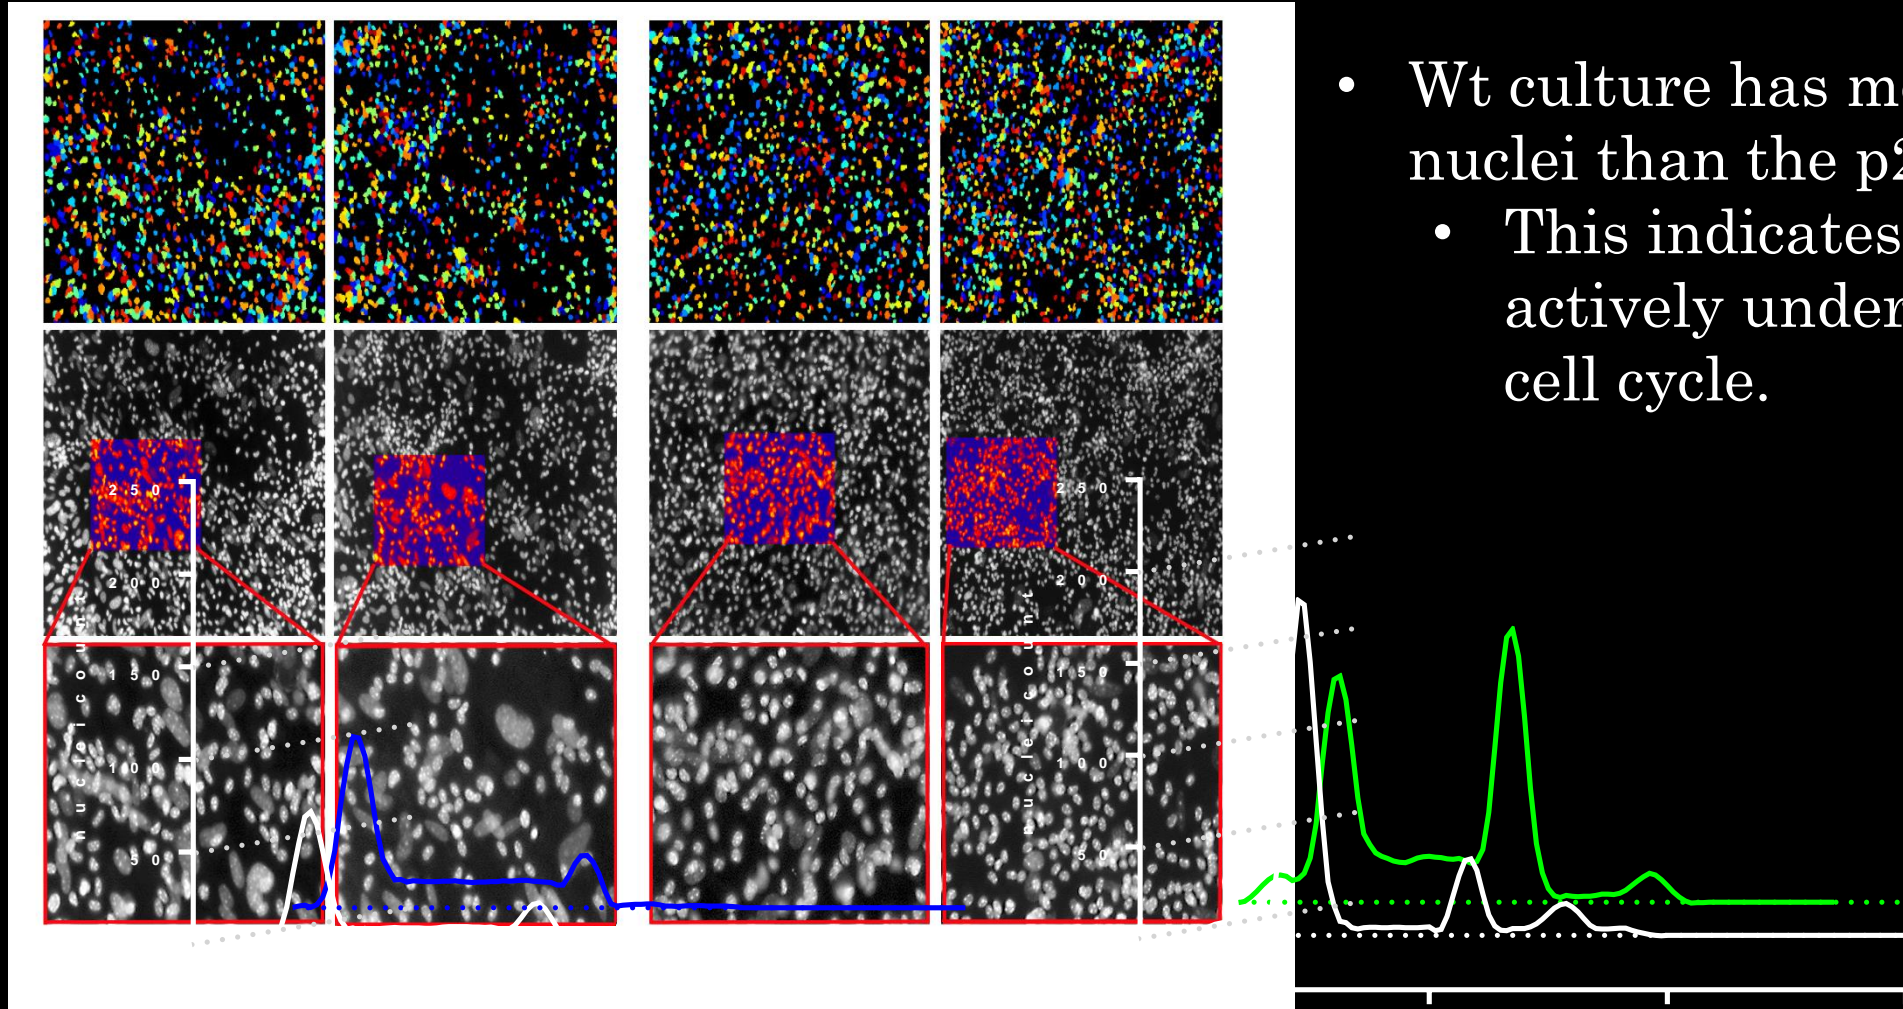 • Wt culture has
nuclei than the
• This indicates
actively
cell cycle.
250
200
150
100
50
nuclei count
250
200
150
100
50
nuclei count